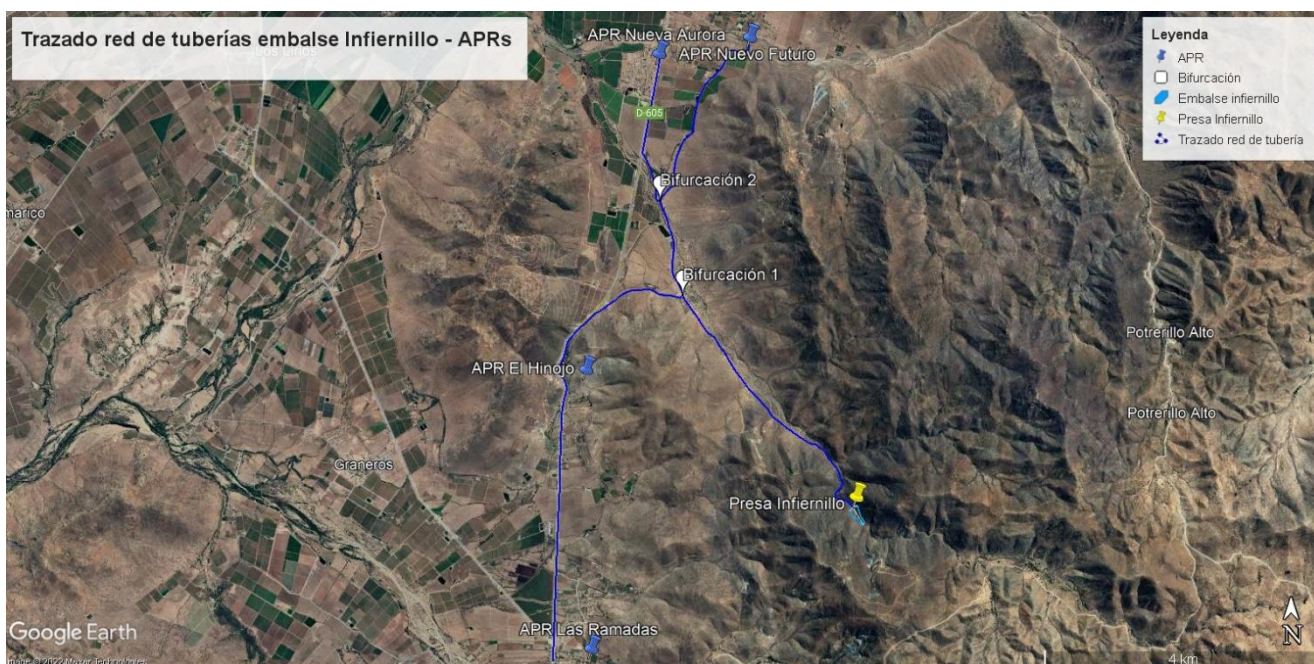 Trazado red de tuberías embalse Infiernillo - APRs
APR Nueva Aurora
APR Nuevo Futuro
Leyenda
APR
Bifurcación
Embalse infiernillo
Presa Infiernillo
Trazado red de tubería
D-605
Bifurcación 2
marico
Bifurcación 1
Potrerillo Alto
APR El Hinojo
Potrerillo Alto
Graneros
Presa Infiernillo
APR Las Ramadas
Google Earth
4 km
N